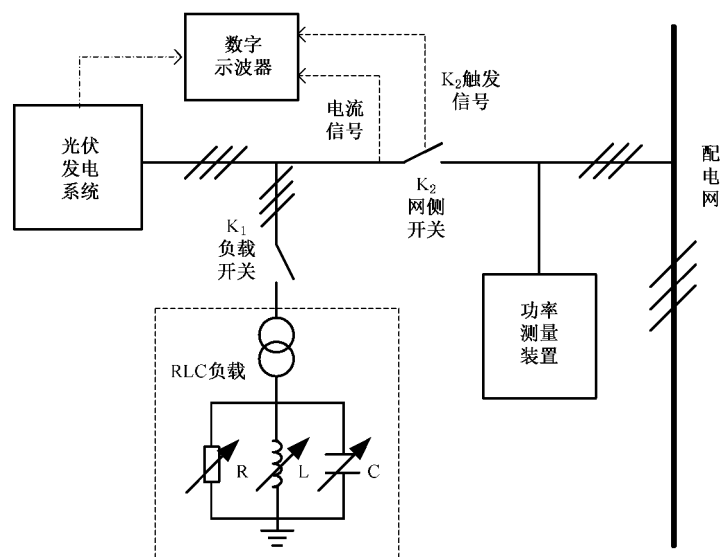 数字
示波器
K₂触发
信号
电流
信号
光伏
发电
系统
配
电
网
K₂
网侧
开关
K₁
负载
开关
功率
测量
装置
RLC负载
R
L
C